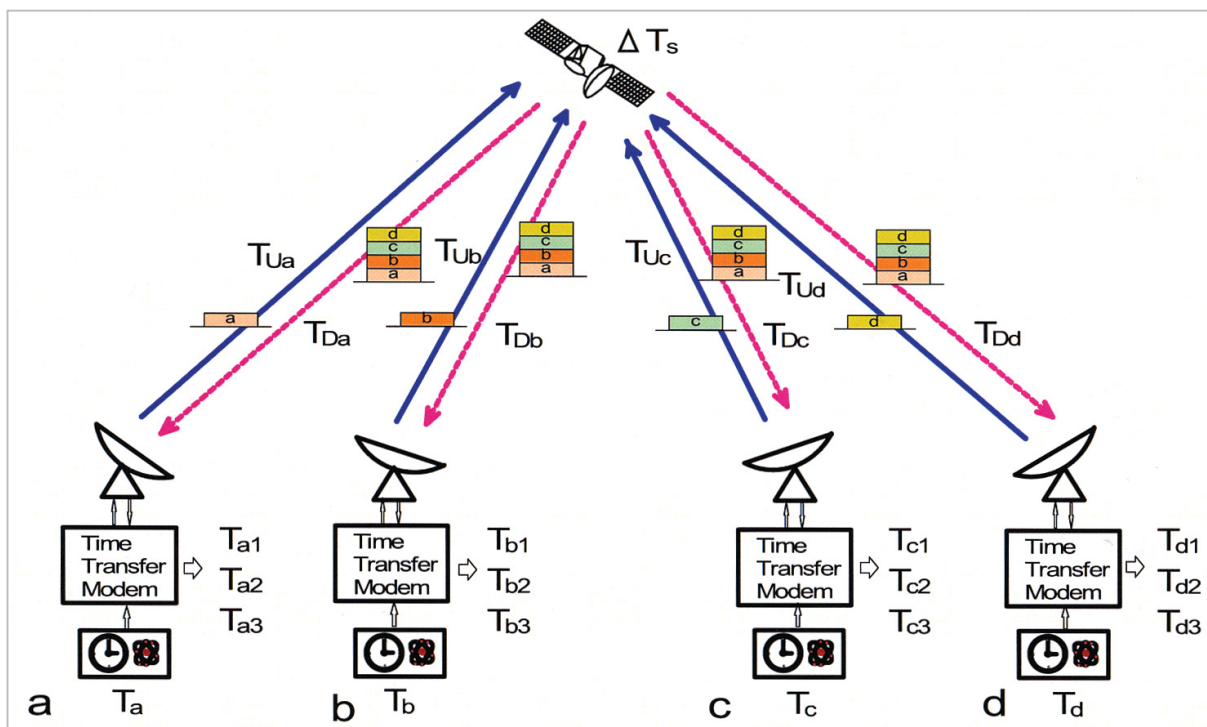 Δ Ts
TUa
TUb
TUc
TUd
d
c
b
a
d
c
b
a
d
c
b
a
d
c
b
a
a
b
c
d
TDa
TDb
TDc
TDd
Time
Transfer
Modem
Ta1
Ta2
Ta3
Time
Transfer
Modem
Tb1
Tb2
Tb3
Time
Transfer
Modem
Tc1
Tc2
Tc3
Time
Transfer
Modem
Td1
Td2
Td3
a
Ta
b
Tb
c
Tc
d
Td